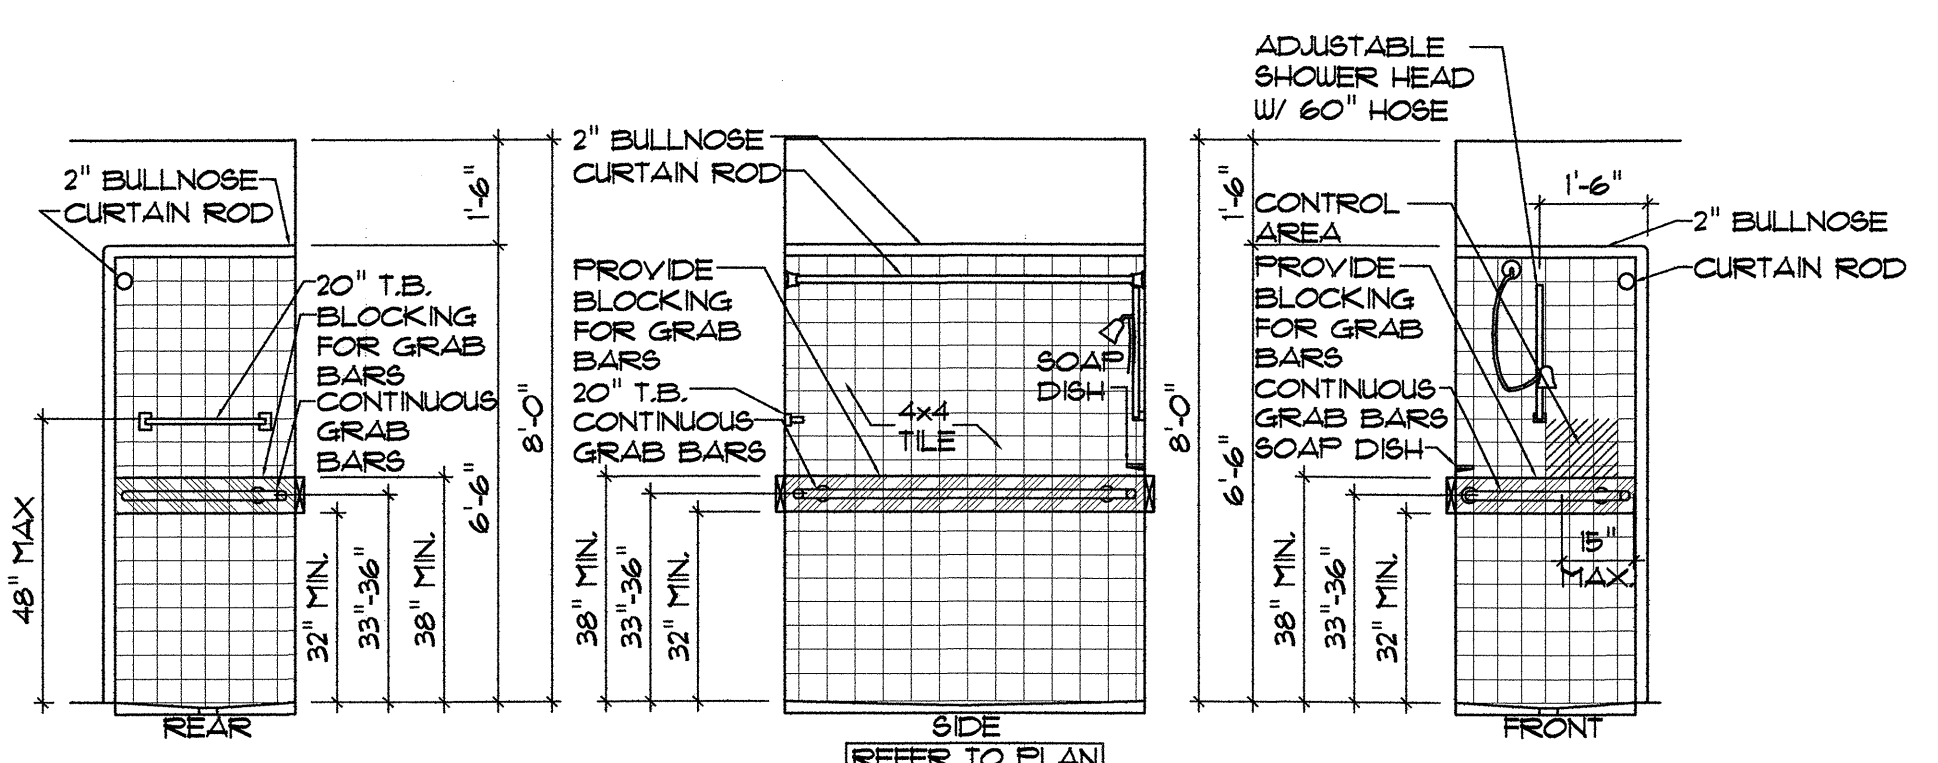 2" BULLNOSE
CURTAIN ROD
20" T.B.
BLOCKING
FOR GRAB
BARS
CONTINUOUS
GRAB
BARS
48" MAX
32" MIN.
33"-36"
38" MIN.
6'-6"
1'-6"
8'-0"
REAR
2" BULLNOSE
CURTAIN ROD
PROVIDE
BLOCKING
FOR GRAB
BARS
20" T.B.
CONTINUOUS
GRAB BARS
SOAP
DISH
4x4
TILE
38" MIN.
33"-36"
32" MIN.
SIDE
REFER TO PLAN
8'-0"
1'-6"
6'-6"
ADJUSTABLE
SHOWER HEAD
W/ 60" HOSE
CONTROL
AREA
PROVIDE
BLOCKING
FOR GRAB
BARS
CONTINUOUS
GRAB BARS
SOAP DISH
1'-6"
2" BULLNOSE
CURTAIN ROD
38" MIN.
33"-36"
32" MIN.
15"
MAX.
FRONT